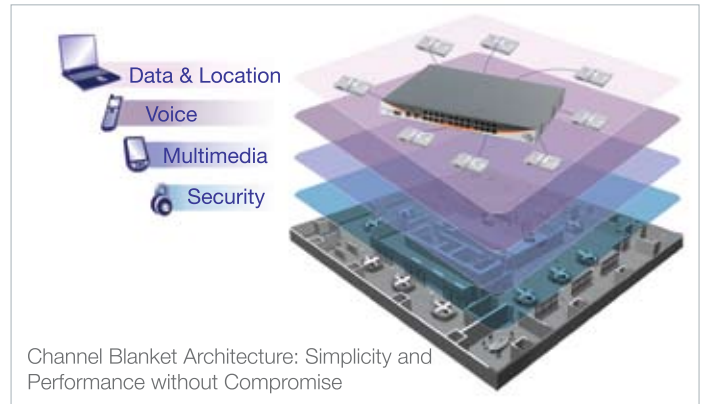 Data & Location
Voice
Multimedia
Security
Channel Blanket Architecture: Simplicity and
Performance without Compromise